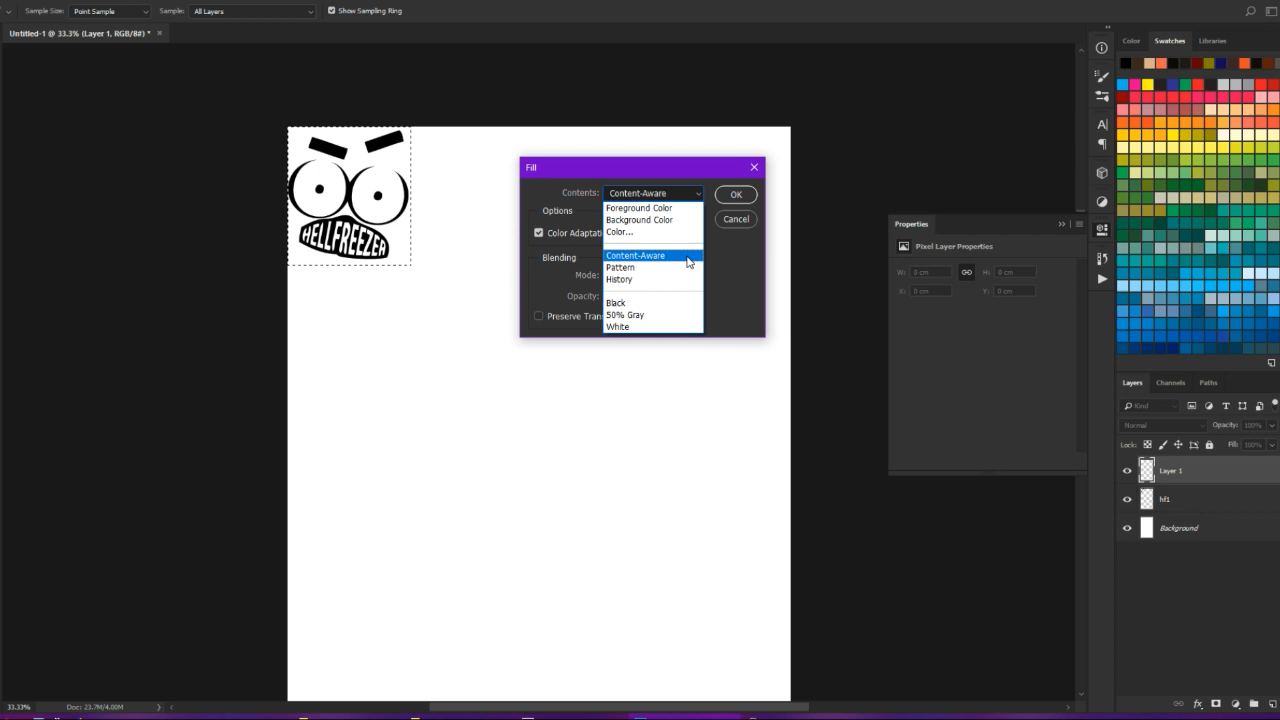 Sample Size: Point Sample Sample: All Layers Show Sampling Ring
Untitled-1 @ 33.3% (Layer 1, RGB/8#) *
Color Swatches Libraries
HELLFREEZER
Fill
Contents: Content-Aware OK
Foreground Color
Options
Background Color Cancel
Color Adaptati
Color...
Blending
Content-Aware
Pattern
Mode:
History
Opacity:
Black
Preserve Tran
50% Gray
White
Properties
Pixel Layer Properties
W: 0 cm H: 0 cm
X: 0 cm Y: 0 cm
Layers Channels Paths
Kind
Normal Opacity: 100%
Lock: Fill: 100%
Layer 1
hf1
Background
33.33% Doc: 23.7M/4.00M